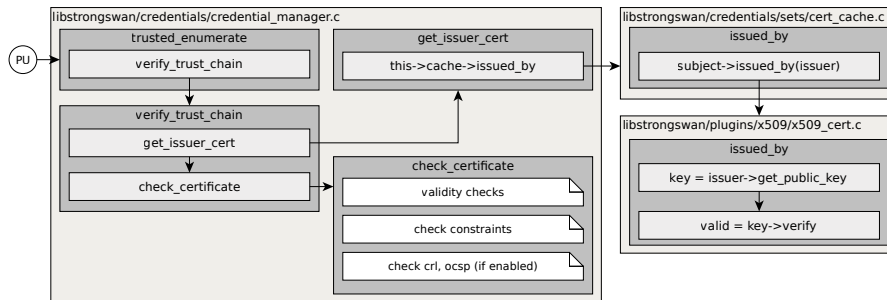 libstrongswan/credentials/credential_manager.c
PU
trusted_enumerate
verify_trust_chain
verify_trust_chain
get_issuer_cert
check_certificate
get_issuer_cert
this->cache->issued_by
check_certificate
validity checks
check constraints
check crl, ocsp (if enabled)
libstrongswan/credentials/sets/cert_cache.c
issued_by
subject->issued_by(issuer)
libstrongswan/plugins/x509/x509_cert.c
issued_by
key = issuer->get_public_key
valid = key->verify